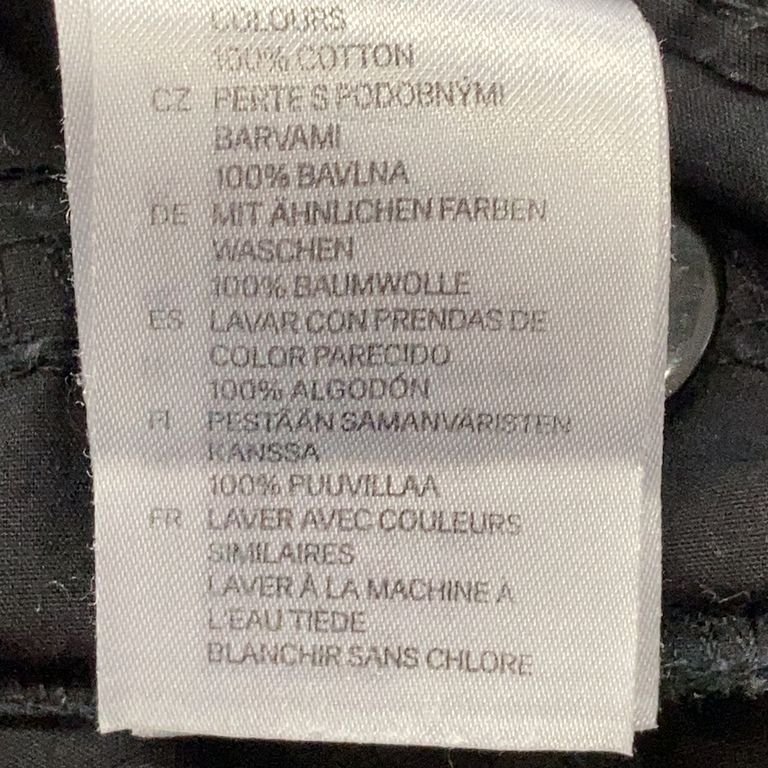 COLOURS
100% COTTON
CZ PERTE S PODOBNÝMI
BARVAMI
100% BAVLNA
DE MIT ÄHNLICHEN FARBEN
WASCHEN
100% BAUMWOLLE
ES LAVAR CON PRENDAS DE
COLOR PARECIDO
100% ALGODÓN
FI PESTÄÄN SAMANVÄRISTEN
KANSSA
100% PUUVILLAA
FR LAVER AVEC COULEURS
SIMILAIRES
LAVER À LA MACHINE À
L'EAU TIEDE
BLANCHIR SANS CHLORE